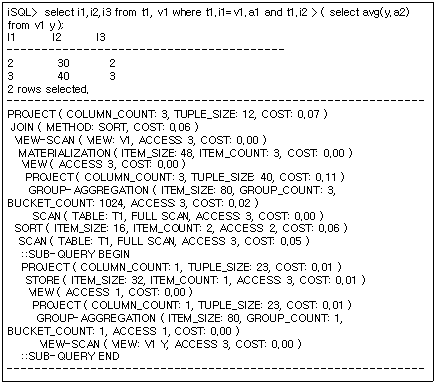 iSQL> select i1,i2,i3 from t1, v1 where t1,i1=v1,a1 and t1,i2 > ( select avg(y,a2)
from v1 y );
I1 I2 I3
-----------------------------------------------
2 30 2
3 40 3
2 rows selected,
-----------------------------------------------
PROJECT ( COLUMN_COUNT: 3, TUPLE_SIZE: 12, COST: 0,07 )
JOIN ( METHOD: SORT, COST: 0,06 )
VIEW-SCAN ( VIEW: V1, ACCESS: 3, COST: 0,00 )
MATERIALIZATION ( ITEM_SIZE: 48, ITEM_COUNT: 3, COST: 0,00 )
VIEW ( ACCESS: 3, COST: 0,00 )
PROJECT ( COLUMN_COUNT: 3, TUPLE_SIZE: 40, COST: 0,11 )
GROUP-AGGREGATION ( ITEM_SIZE: 80, GROUP_COUNT: 3,
BUCKET_COUNT: 1024, ACCESS: 3, COST: 0,02 )
SCAN ( TABLE: T1, FULL SCAN, ACCESS: 3, COST: 0,00 )
SORT ( ITEM_SIZE: 16, ITEM_COUNT: 2, ACCESS: 2, COST: 0,06 )
SCAN ( TABLE: T1, FULL SCAN, ACCESS: 3, COST: 0,05 )
::SUB-QUERY BEGIN
PROJECT ( COLUMN_COUNT: 1, TUPLE_SIZE: 23, COST: 0,01 )
STORE ( ITEM_SIZE: 32, ITEM_COUNT: 1, ACCESS: 3, COST: 0,01 )
VIEW ( ACCESS: 1, COST: 0,00 )
PROJECT ( COLUMN_COUNT: 1, TUPLE_SIZE: 23, COST: 0,01 )
GROUP-AGGREGATION ( ITEM_SIZE: 80, GROUP_COUNT: 1,
BUCKET_COUNT: 1, ACCESS: 1, COST: 0,00 )
VIEW-SCAN ( VIEW: V1 Y, ACCESS: 3, COST: 0,00 )
::SUB-QUERY END
-----------------------------------------------